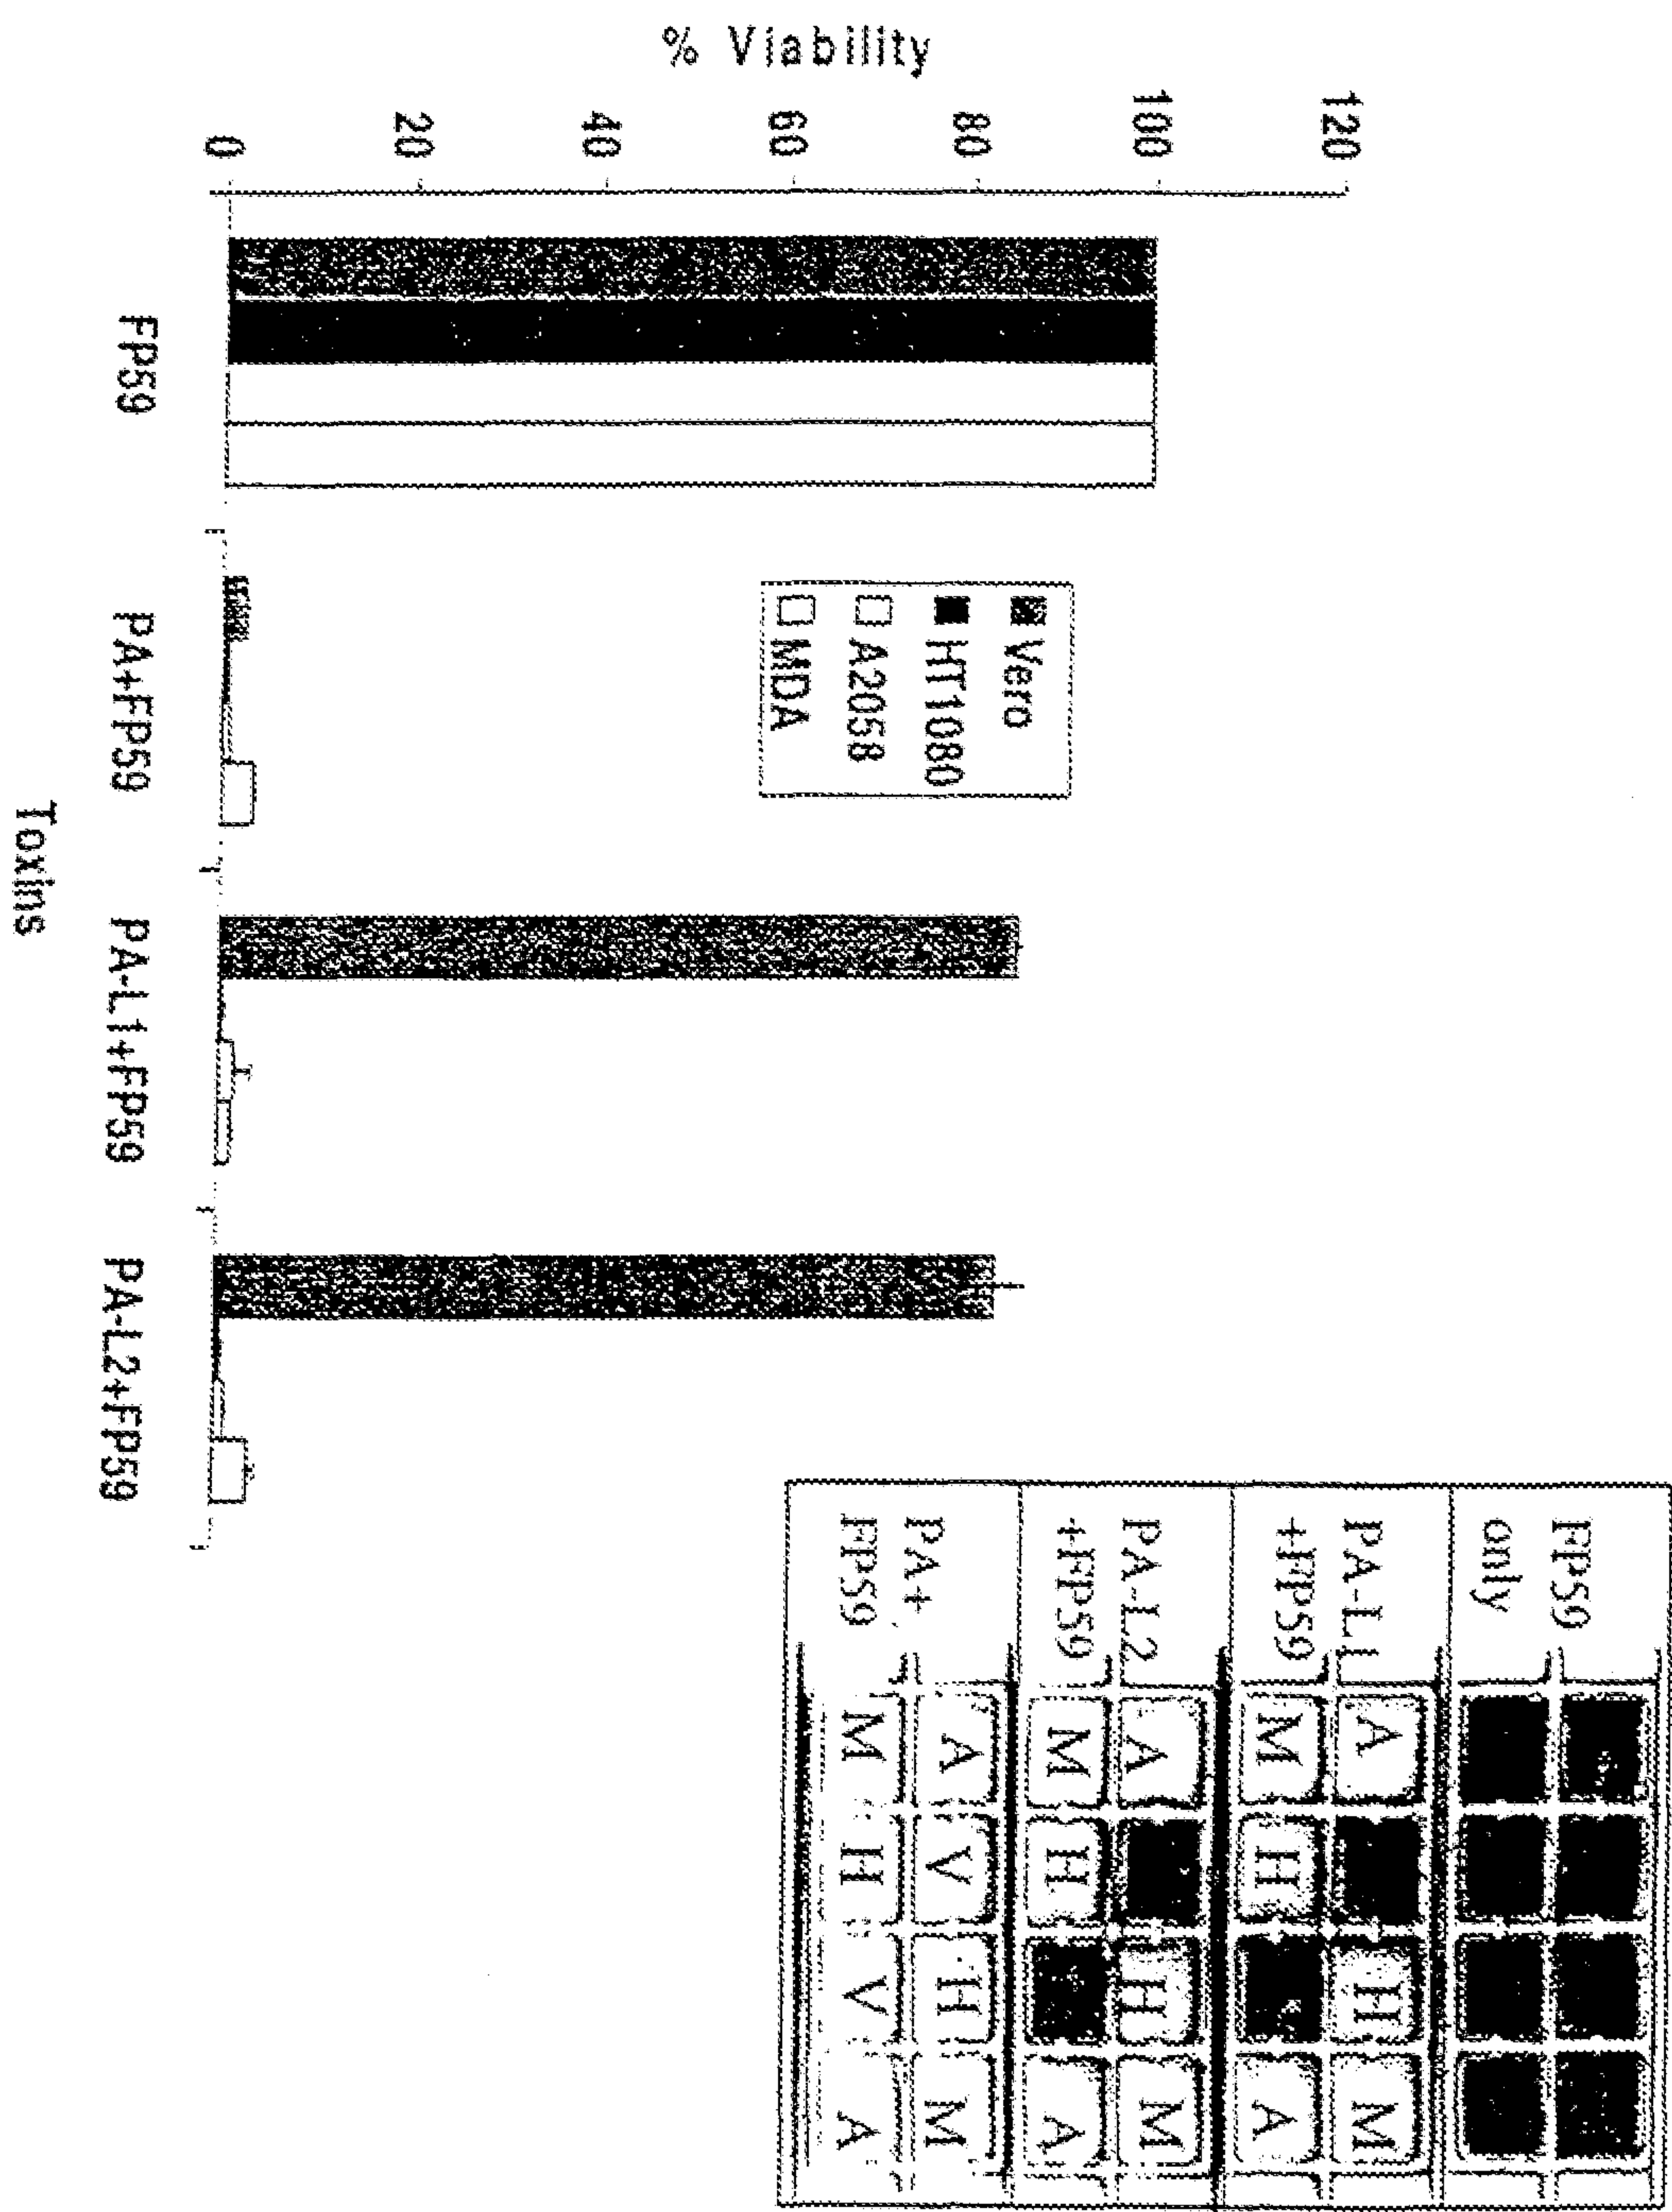 % Viability
120
100
80
60
40
20
0
FP59
PA+FP59
PA-L1+FP59
PA-L2+FP59
Toxins
Vero
HT1080
A2058
MDA
FP59
only
PA-L1
+FP59
A H M
M H A
PA-L2
+FP59
A H M
M H A
PA+
FP59
A V H M
M H V A